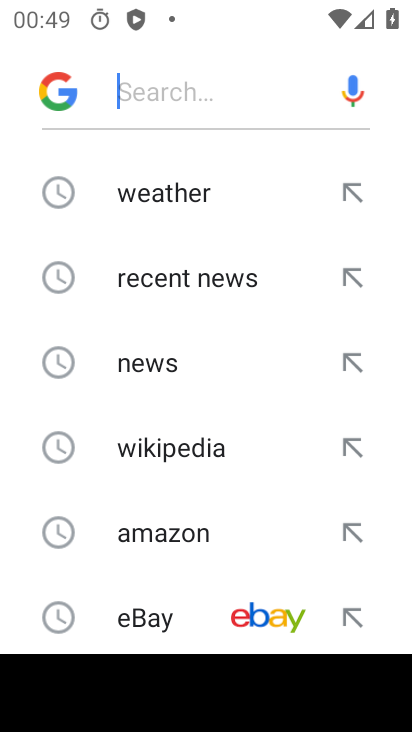 00:49
Search…
weather
recent news
news
wikipedia
amazon
eBay ebay